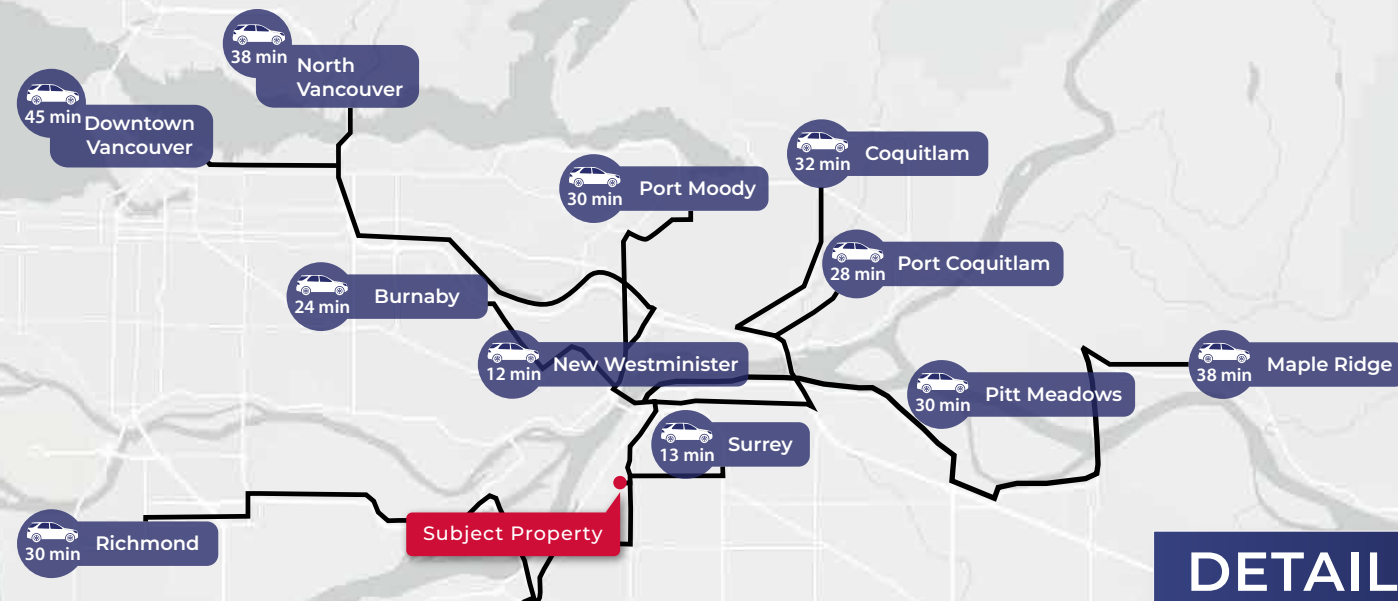 38 min
North
Vancouver
45 min
Downtown
Vancouver
32 min
Coquitlam
30 min
Port Moody
28 min
Port Coquitlam
24 min
Burnaby
12 min
New Westminister
38 min
Maple Ridge
30 min
Pitt Meadows
13 min
Surrey
Subject Property
30 min
Richmond
DETAIL